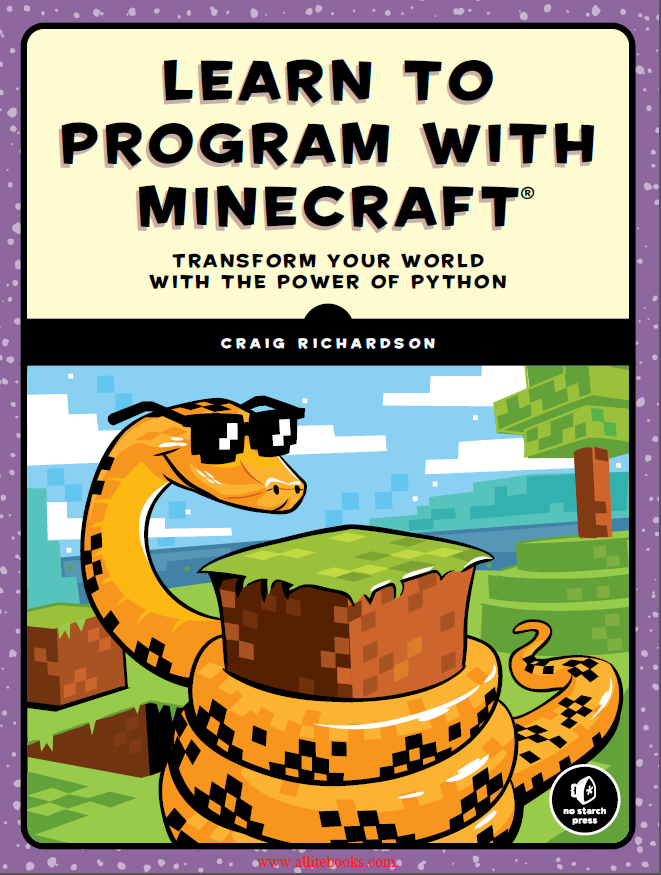 LEARN TO
PROGRAM WITH
MINECRAFT®
TRANSFORM YOUR WORLD
WITH THE POWER OF PYTHON
CRAIG RICHARDSON
no starch
press
www.allitebooks.com